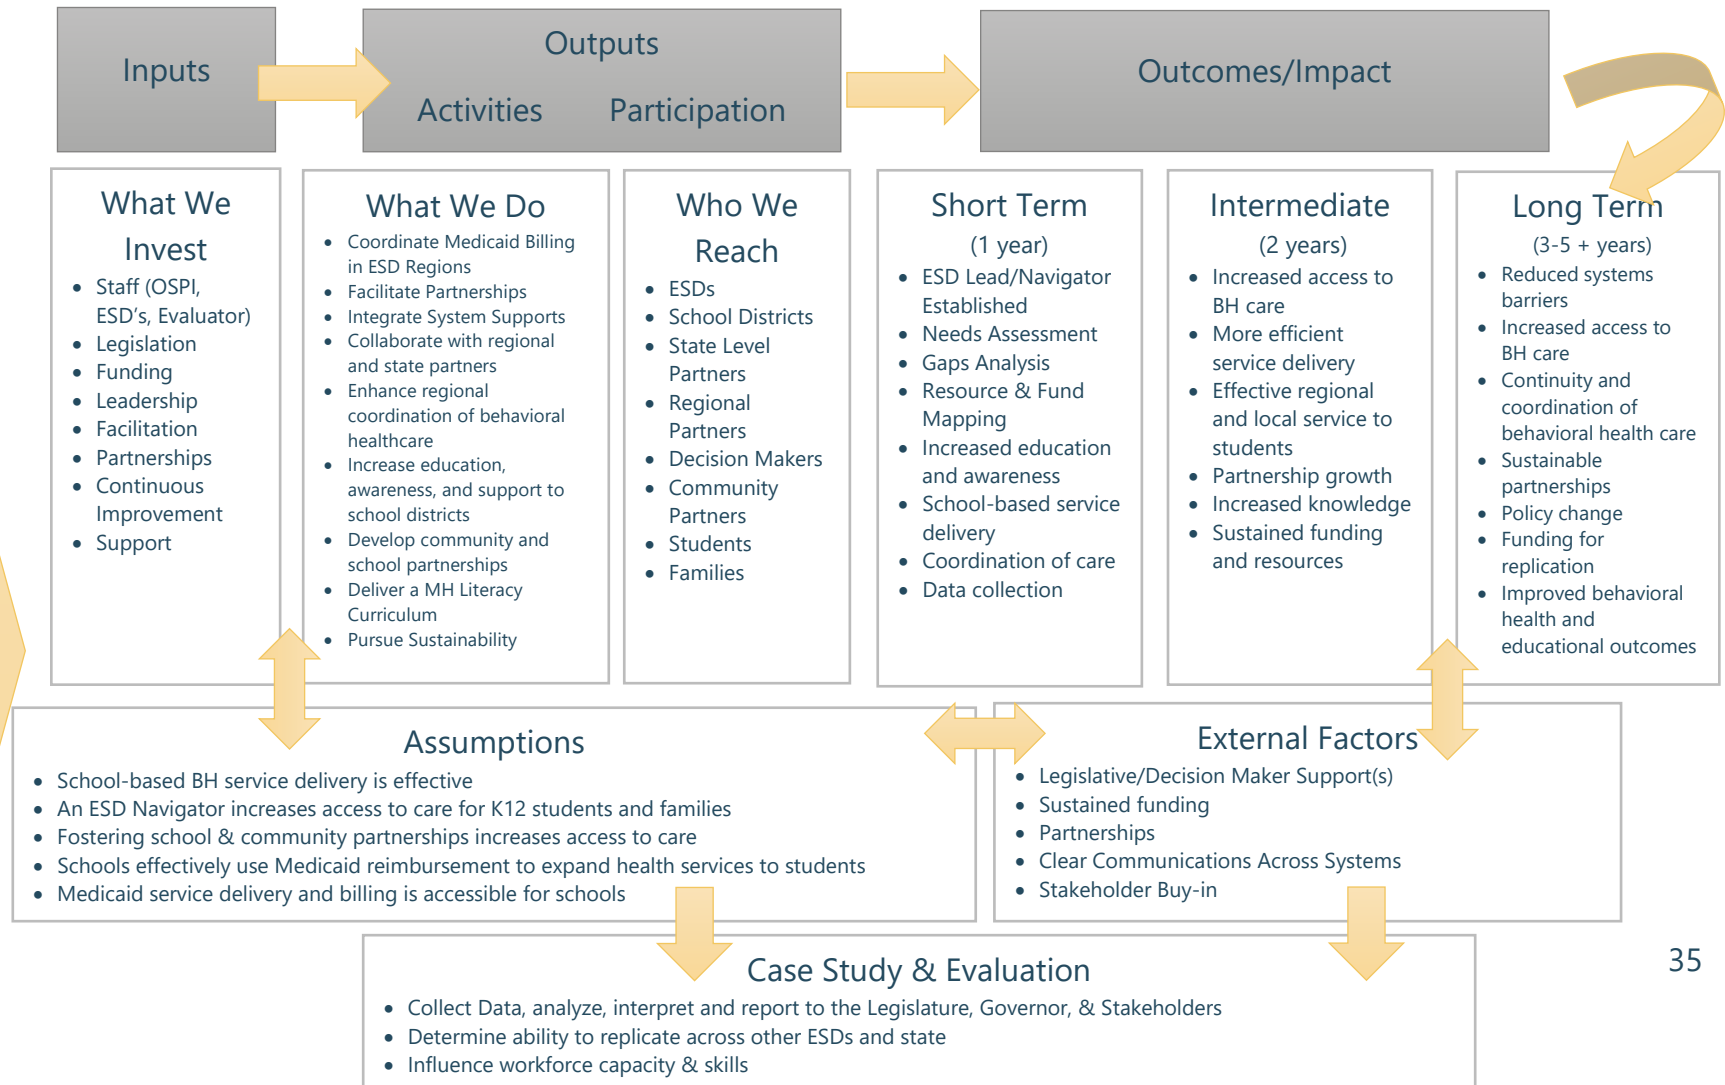 Inputs
Outputs
Activities Participation
Outcomes/Impact
What We
Invest
• Staff (OSPI,
ESD's, Evaluator)
• Legislation
• Funding
• Leadership
• Facilitation
• Partnerships
• Continuous
Improvement
• Support
What We Do
• Coordinate Medicaid Billing
in ESD Regions
• Facilitate Partnerships
• Integrate System Supports
• Collaborate with regional
and state partners
• Enhance regional
coordination of behavioral
healthcare
• Increase education,
awareness, and support to
school districts
• Develop community and
school partnerships
• Deliver a MH Literacy
Curriculum
• Pursue Sustainability
Who We
Reach
• ESDs
• School Districts
• State Level
Partners
• Regional
Partners
• Decision Makers
• Community
Partners
• Students
• Families
Short Term
(1 year)
• ESD Lead/Navigator
Established
• Needs Assessment
• Gaps Analysis
• Resource & Fund
Mapping
• Increased education
and awareness
• School-based service
delivery
• Coordination of care
• Data collection
Intermediate
(2 years)
• Increased access to
BH care
• More efficient
service delivery
• Effective regional
and local service to
students
• Partnership growth
• Increased knowledge
• Sustained funding
and resources
Long Term
(3-5 + years)
• Reduced systems
barriers
• Increased access to
BH care
• Continuity and
coordination of
behavioral health care
• Sustainable
partnerships
• Policy change
• Funding for
replication
• Improved behavioral
health and
educational outcomes
Assumptions
• School-based BH service delivery is effective
• An ESD Navigator increases access to care for K12 students and families
• Fostering school & community partnerships increases access to care
• Schools effectively use Medicaid reimbursement to expand health services to students
• Medicaid service delivery and billing is accessible for schools
External Factors
• Legislative/Decision Maker Support(s)
• Sustained funding
• Partnerships
• Clear Communications Across Systems
• Stakeholder Buy-in
Case Study & Evaluation
• Collect Data, analyze, interpret and report to the Legislature, Governor, & Stakeholders
• Determine ability to replicate across other ESDs and state
• Influence workforce capacity & skills
35